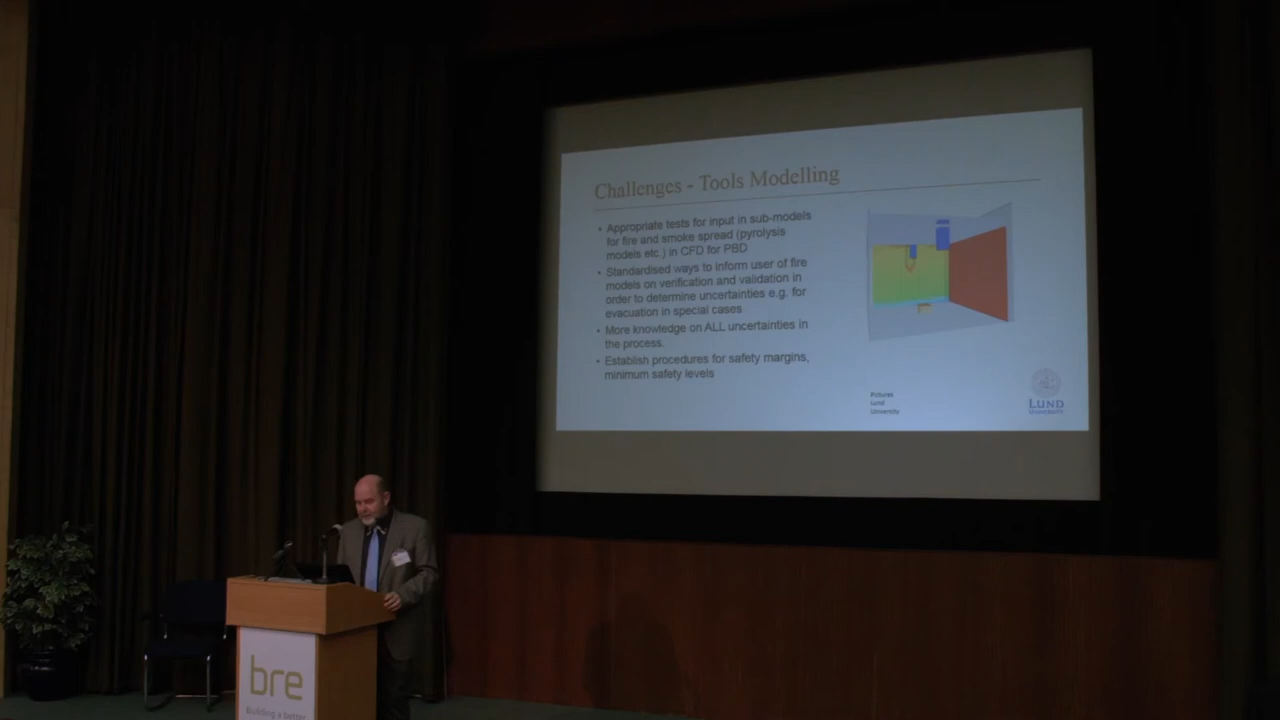 Challenges - Tools Modelling
• Appropriate tests for input in sub-models
for fire and smoke spread (pyrolysis
models etc.) in CFD for PBD
• Standardised ways to inform user of fire
models on verification and validation in
order to determine uncertainties e.g. for
evacuation in special cases
• More knowledge on ALL uncertainties in
the process.
• Establish procedures for safety margins,
minimum safety levels
Pictures
Lund
University
LUND
UNIVERSITY
bre
Building a better